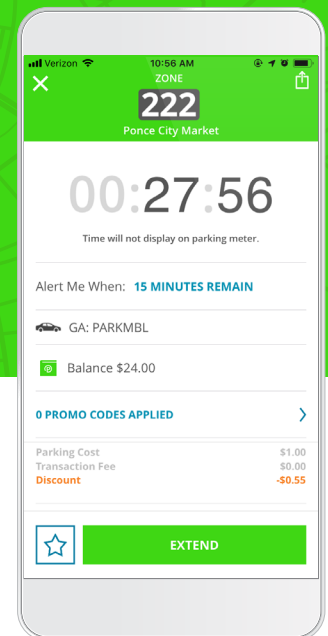 Verizon 10:56 AM
ZONE
222
Ponce City Market
00:27:56
Time will not display on parking meter.
Alert Me When: 15 MINUTES REMAIN
GA: PARKMBL
Balance $24.00
0 PROMO CODES APPLIED
Parking Cost $1.00
Transaction Fee $0.00
Discount -$0.55
EXTEND